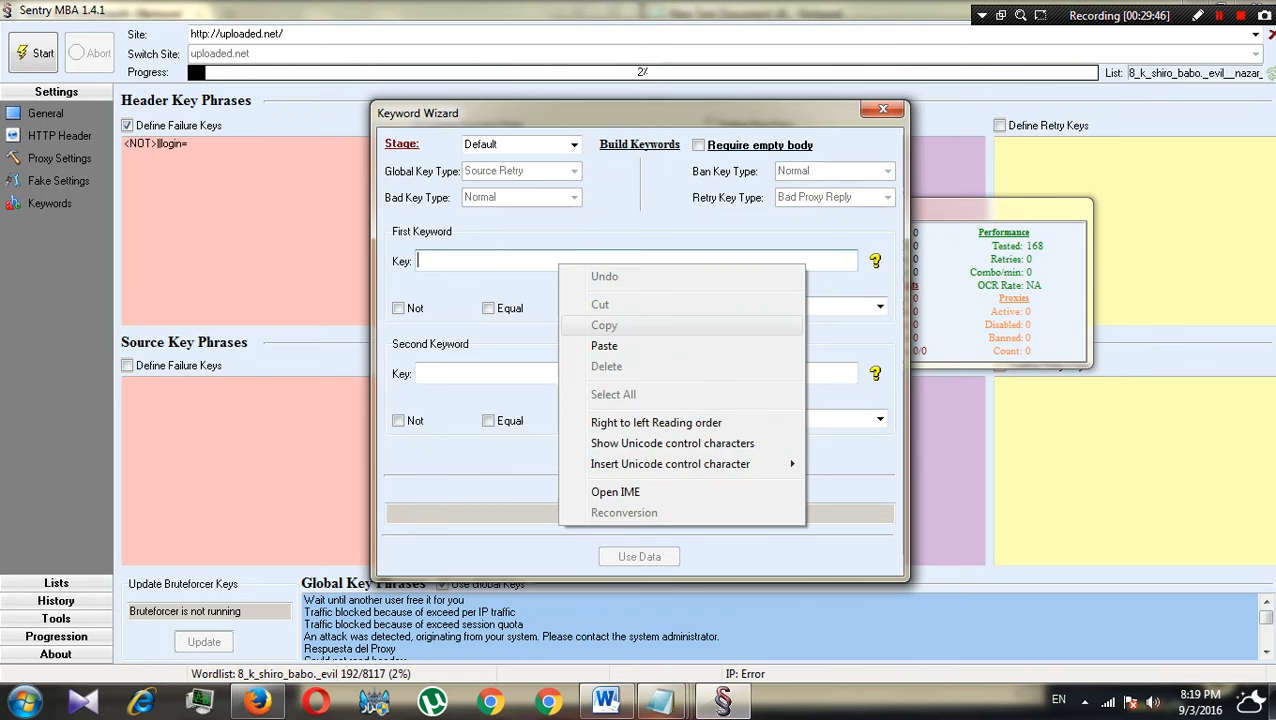 Sentry MBA 1.4.1
Recording (00:29:46)
Start
Abort
Site:
http://uploaded.net/
Switch Site:
uploaded.net
Progress:
2%
List:
8_k_shiro_babo._evil__nazar_
Settings
General
HTTP Header
Proxy Settings
Fake Settings
Keywords
Header Key Phrases
Define Failure Keys
<NOT>|||login=
Define Retry Keys
Keyword Wizard
Stage:
Default
Build Keywords
Require empty body
Global Key Type:
Source Retry
Ban Key Type:
Normal
Bad Key Type:
Normal
Retry Key Type:
Bad Proxy Reply
First Keyword
Key:
Not
Equal
Second Keyword
Key:
Not
Equal
Use Data
Undo
Cut
Copy
Paste
Delete
Select All
Right to left Reading order
Show Unicode control characters
Insert Unicode control character
Open IME
Reconversion
Performance
Tested: 168
Retries: 0
Combo/min: 0
OCR Rate: NA
Proxies
Active: 0
Disabled: 0
Banned: 0
Count: 0
0/0
Source Key Phrases
Define Failure Keys
Lists
History
Tools
Progression
About
Update Bruteforcer Keys
Bruteforcer is not running
Update
Global Key Phrases
Use Global Keys
Wait until another user free it for you
Traffic blocked because of exceed per IP traffic
Traffic blocked because of exceed session quota
An attack was detected, originating from your system. Please contact the system administrator.
Respuesta del Proxy
Wordlist: 8_k_shiro_babo._evil 192/8117 (2%)
IP: Error
EN
8:19 PM
9/3/2016